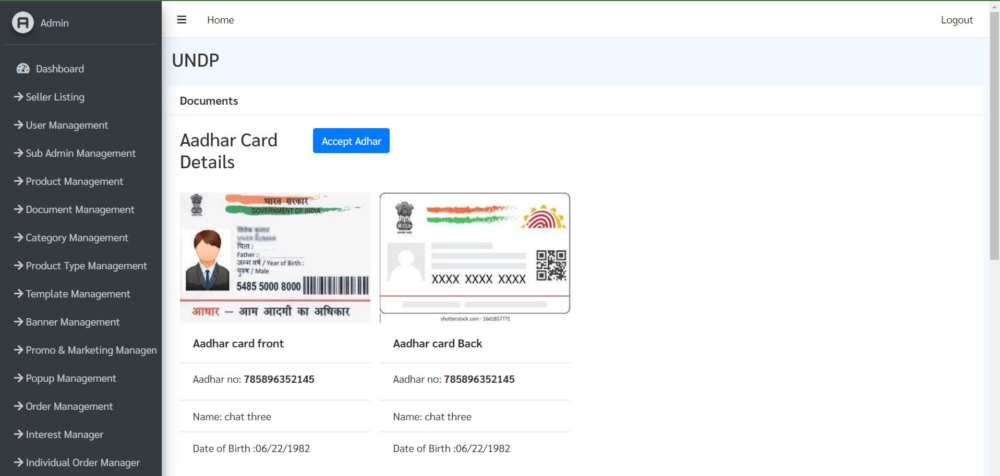 Admin
Home
Logout
Dashboard
Seller Listing
User Management
Sub Admin Management
Product Management
Document Management
Category Management
Product Type Management
Template Management
Banner Management
Promo & Marketing Managen
Popup Management
Order Management
Interest Manager
Individual Order Manager
UNDP
Documents
Aadhar Card
Details
Accept Adhar
भारत सरकार
GOVERNMENT OF INDIA
पिता :
Father :
जन्म वर्ष / Year of Birth :
पुरुष / Male
5485 5000 8000
आधार – आम आदमी का अधिकार
XXXX XXXX XXXX
shutterstock.com · 1661857771
Aadhar card front
Aadhar no: 785896352145
Name: chat three
Date of Birth :06/22/1982
Aadhar card Back
Aadhar no: 785896352145
Name: chat three
Date of Birth :06/22/1982